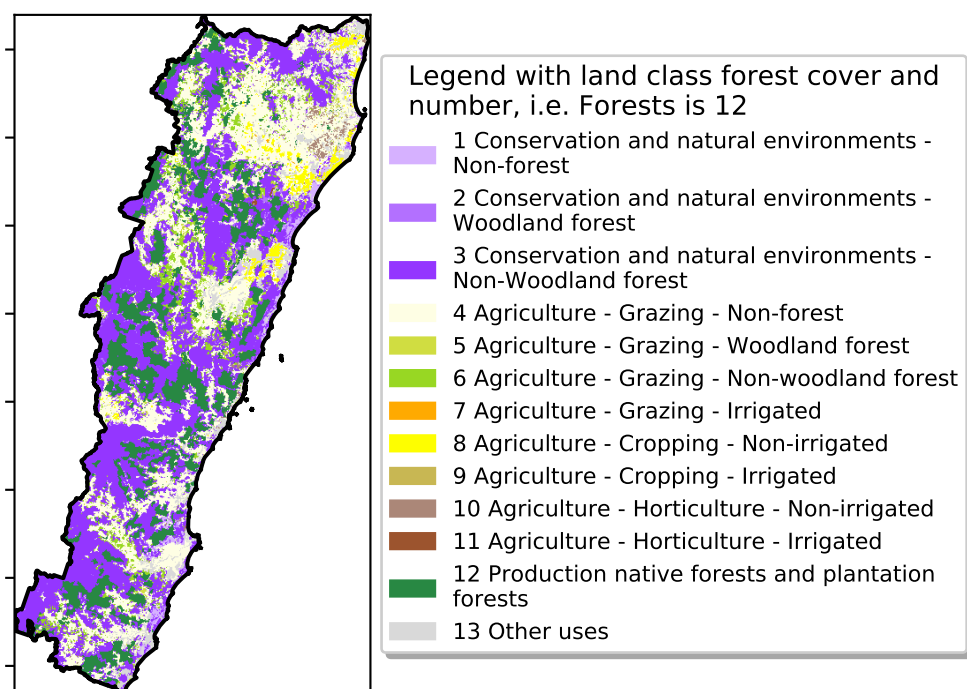 Legend with land class forest cover and
number, i.e. Forests is 12
1 Conservation and natural environments -
Non-forest
2 Conservation and natural environments -
Woodland forest
3 Conservation and natural environments -
Non-Woodland forest
4 Agriculture - Grazing - Non-forest
5 Agriculture - Grazing - Woodland forest
6 Agriculture - Grazing - Non-woodland forest
7 Agriculture - Grazing - Irrigated
8 Agriculture - Cropping - Non-irrigated
9 Agriculture - Cropping - Irrigated
10 Agriculture - Horticulture - Non-irrigated
11 Agriculture - Horticulture - Irrigated
12 Production native forests and plantation
forests
13 Other uses